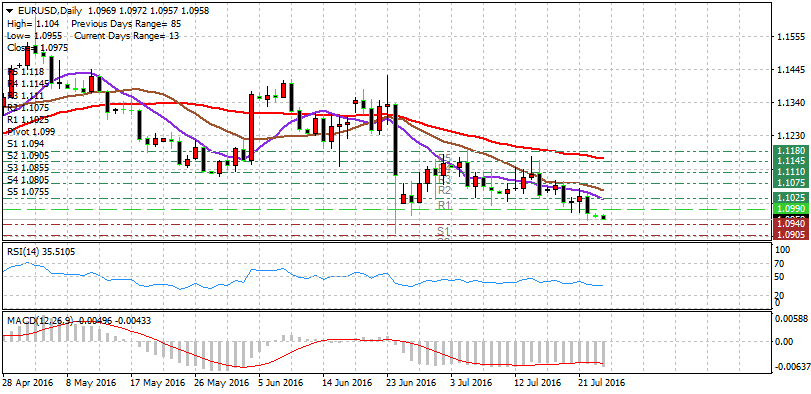 EURUSD,Daily 1.0969 1.0972 1.0957 1.0958
High= 1.104 Previous Days Range= 85
Low= 1.0955 Current Days Range= 13
Close= 1.0975
R5 1.118
R4 1.1145
R3 1.111
R2 1.1075
R1 1.1025
Pivot 1.099
S1 1.094
S2 1.0905
S3 1.0855
S4 1.0805
S5 1.0755
R2
R1
S1
1.1555
1.1445
1.1340
1.1230
1.1180
1.1145
1.1110
1.1075
1.1025
1.0990
1.0940
1.0905
RSI(14) 35.5105
100
70
50
20
0
MACD(12,26,9) -0.00496 -0.00433
0.00588
0.00
-0.00637
28 Apr 2016 8 May 2016 17 May 2016 26 May 2016 5 Jun 2016 14 Jun 2016 23 Jun 2016 3 Jul 2016 12 Jul 2016 21 Jul 2016